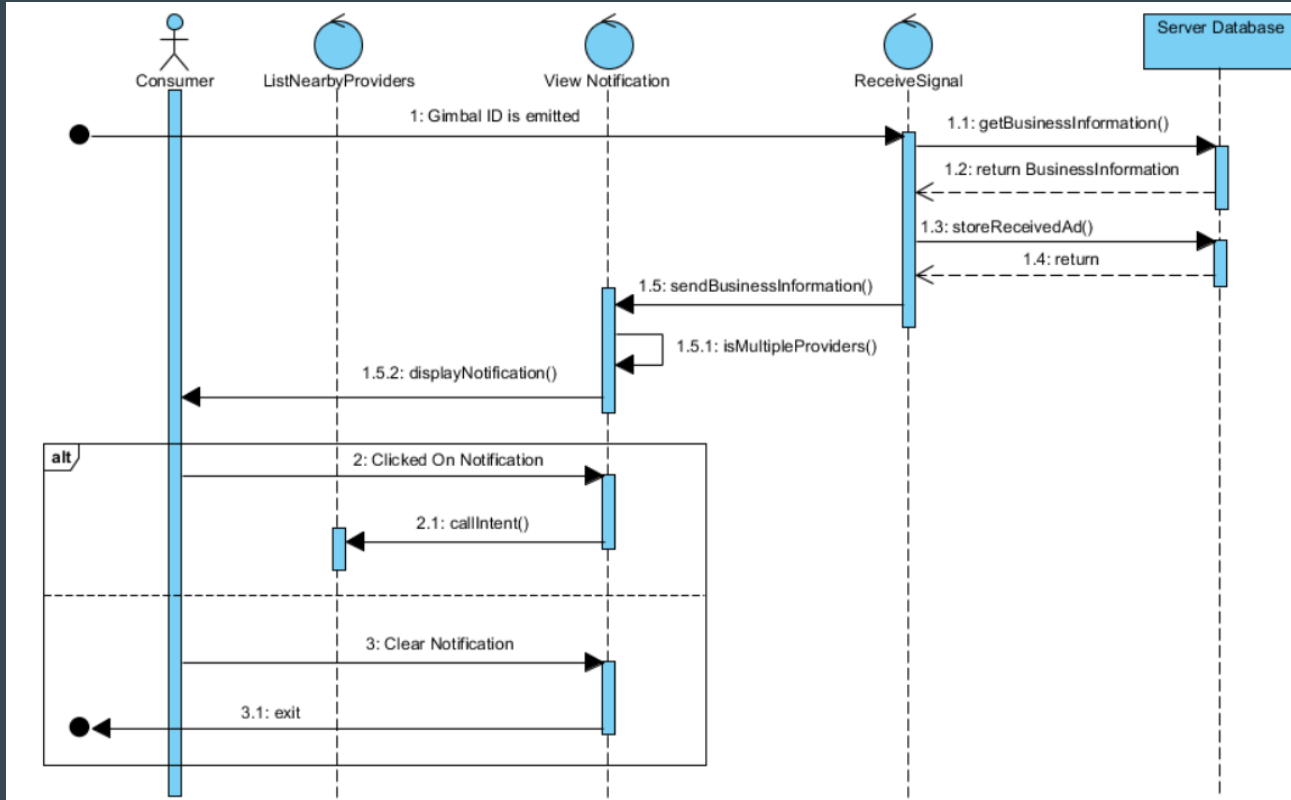 Consumer
ListNearbyProviders
View Notification
ReceiveSignal
Server Database
1: Gimbal ID is emitted
1.1: getBusinessInformation()
1.2: return BusinessInformation
1.3: storeReceivedAd()
1.4: return
1.5: sendBusinessInformation()
1.5.1: isMultipleProviders()
1.5.2: displayNotification()
alt
2: Clicked On Notification
2.1: callIntent()
3: Clear Notification
3.1: exit